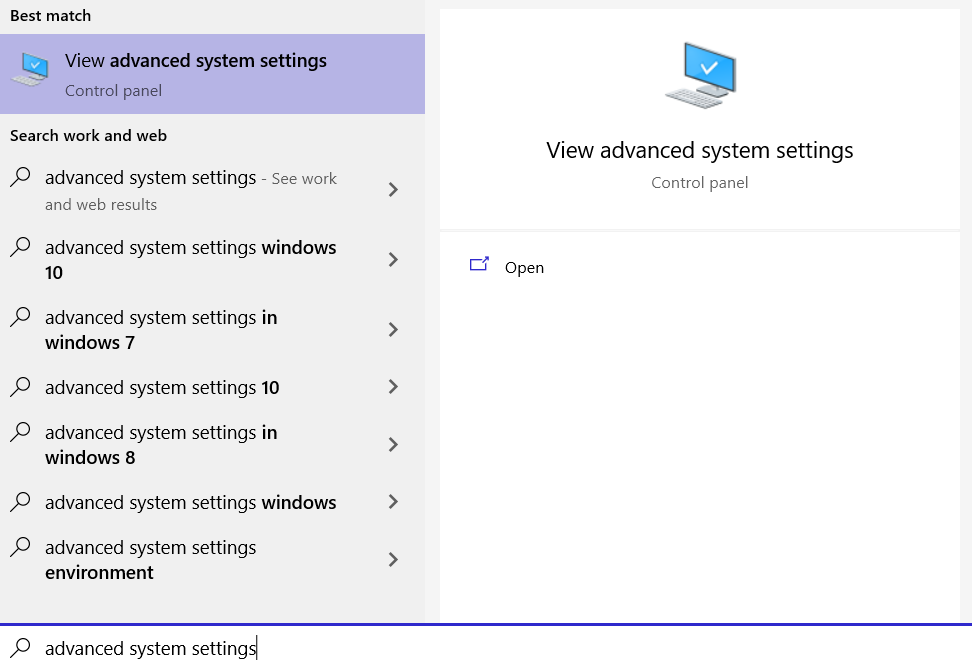 Best match
View advanced system settings
Control panel
Search work and web
advanced system settings - See work
and web results
advanced system settings windows
10
advanced system settings in
windows 7
advanced system settings 10
advanced system settings in
windows 8
advanced system settings windows
advanced system settings
environment
View advanced system settings
Control panel
Open
advanced system settings